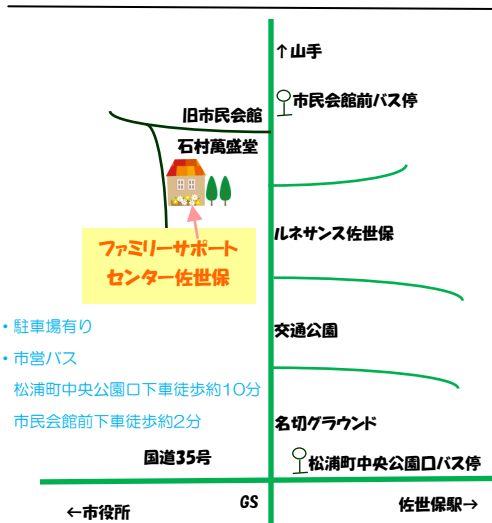 ↑山手
市民会館前バス停
旧市民会館
石村萬盛堂
ルネサンス佐世保
ファミリーサポート
センター佐世保
・駐車場有り
交通公園
・市営バス
松浦町中央公園口下車徒歩約10分
市民会館前下車徒歩約2分
名切グラウンド
国道35号
松浦町中央公園口バス停
←市役所
GS
佐世保駅→